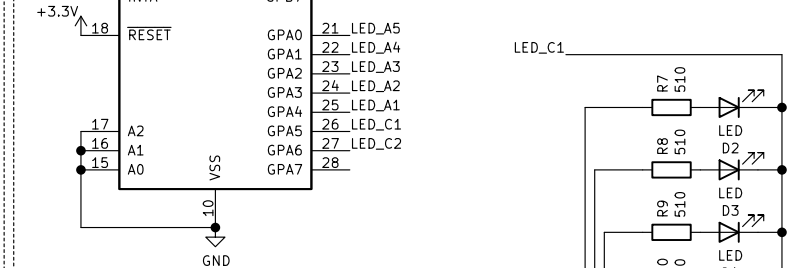 +3.3V
18 RESET
GPA0 21 LED_A5
GPA1 22 LED_A4
GPA2 23 LED_A3
GPA3 24 LED_A2
GPA4 25 LED_A1
17 A2 GPA5 26 LED_C1
16 A1 GPA6 27 LED_C2
15 A0 GPA7 28
VSS
10
GND
LED_C1
R7
510
LED
D2
R8
510
LED
D3
R9
510
LED